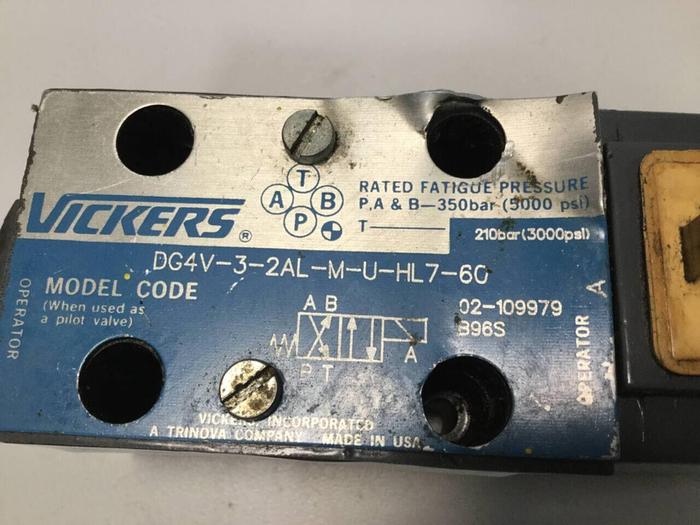 T
A B
P
VICKERS®
RATED FATIGUE PRESSURE
P,A & B—350bar (5000 psi)
T—210bar(3000psi)
DG4V-3-2AL-M-U-HL7-60
MODEL CODE
(When used as
a pilot valve)
02-109979
B96S
A B
A
P T
OPERATOR
OPERATOR A
VICKERS, INCORPORATED
A TRINOVA COMPANY MADE IN USA